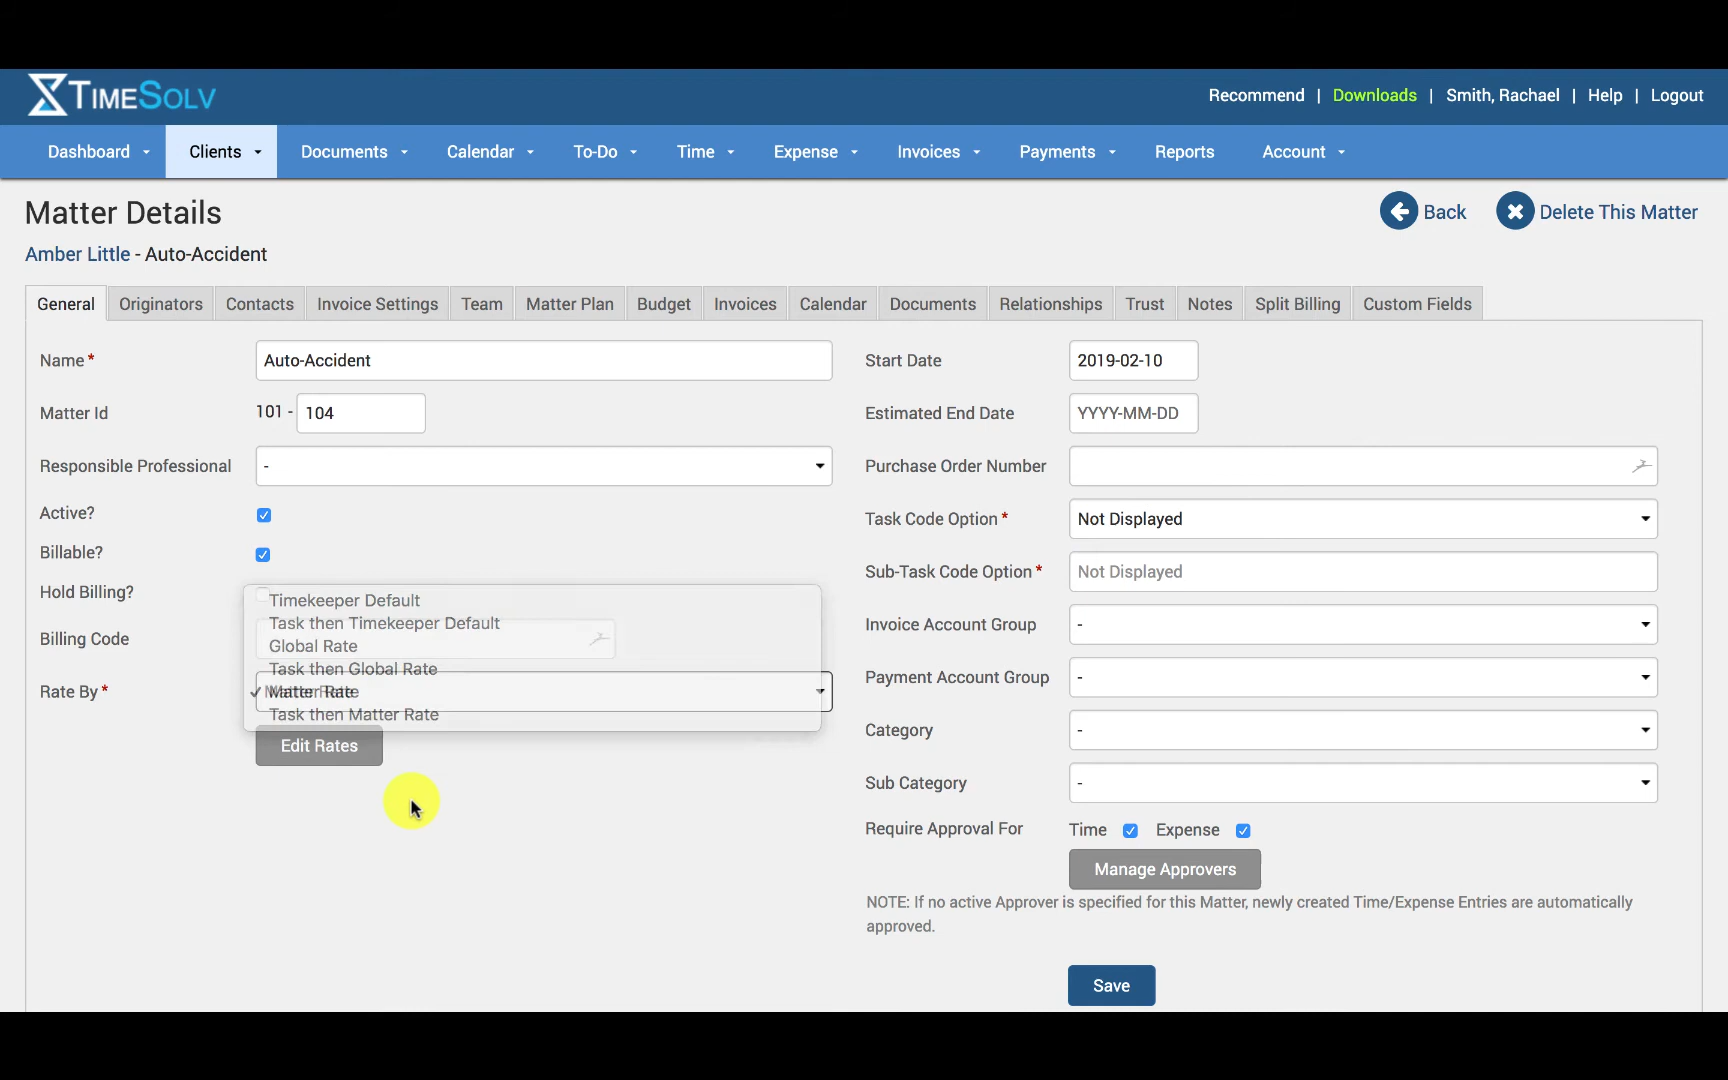 TIMESOLV
Recommend | Downloads | Smith, Rachael | Help | Logout
Dashboard Clients Documents Calendar To-Do Time Expense Invoices Payments Reports Account
Matter Details
Back Delete This Matter
Amber Little - Auto-Accident
General Originators Contacts Invoice Settings Team Matter Plan Budget Invoices Calendar Documents Relationships Trust Notes Split Billing Custom Fields
Name* Auto-Accident
Matter Id 101 - 104
Responsible Professional -
Active?
Billable?
Hold Billing?
Billing Code
Rate By*
Timekeeper Default
Task then Timekeeper Default
Global Rate
Task then Global Rate
Matter Rate
Task then Matter Rate
Edit Rates
Start Date 2019-02-10
Estimated End Date YYYY-MM-DD
Purchase Order Number
Task Code Option* Not Displayed
Sub-Task Code Option* Not Displayed
Invoice Account Group -
Payment Account Group -
Category -
Sub Category -
Require Approval For Time Expense
Manage Approvers
NOTE: If no active Approver is specified for this Matter, newly created Time/Expense Entries are automatically
approved.
Save